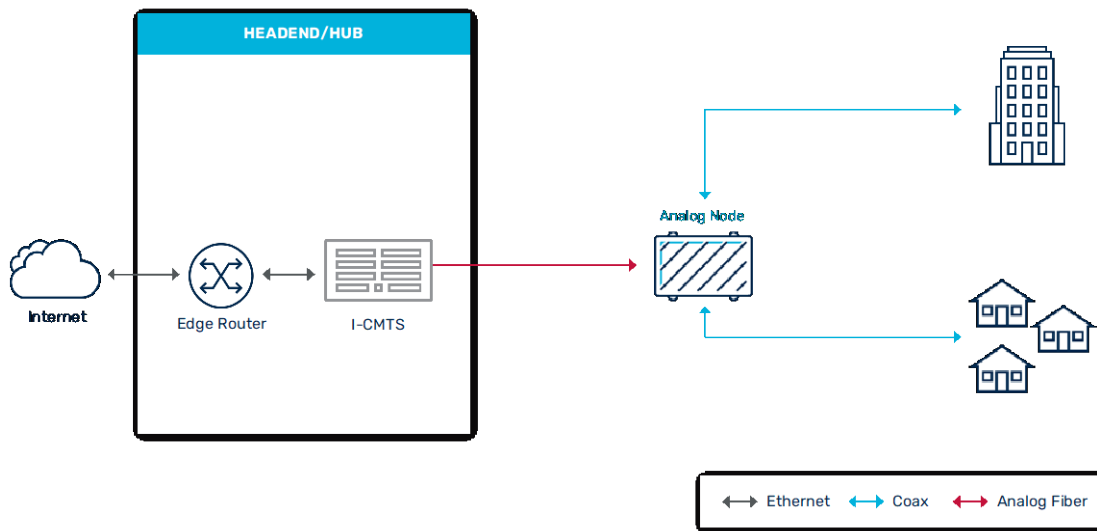 HEADEND/HUB
Analog Node
Internet
Edge Router
I-CMTS
Ethernet
Coax
Analog Fiber